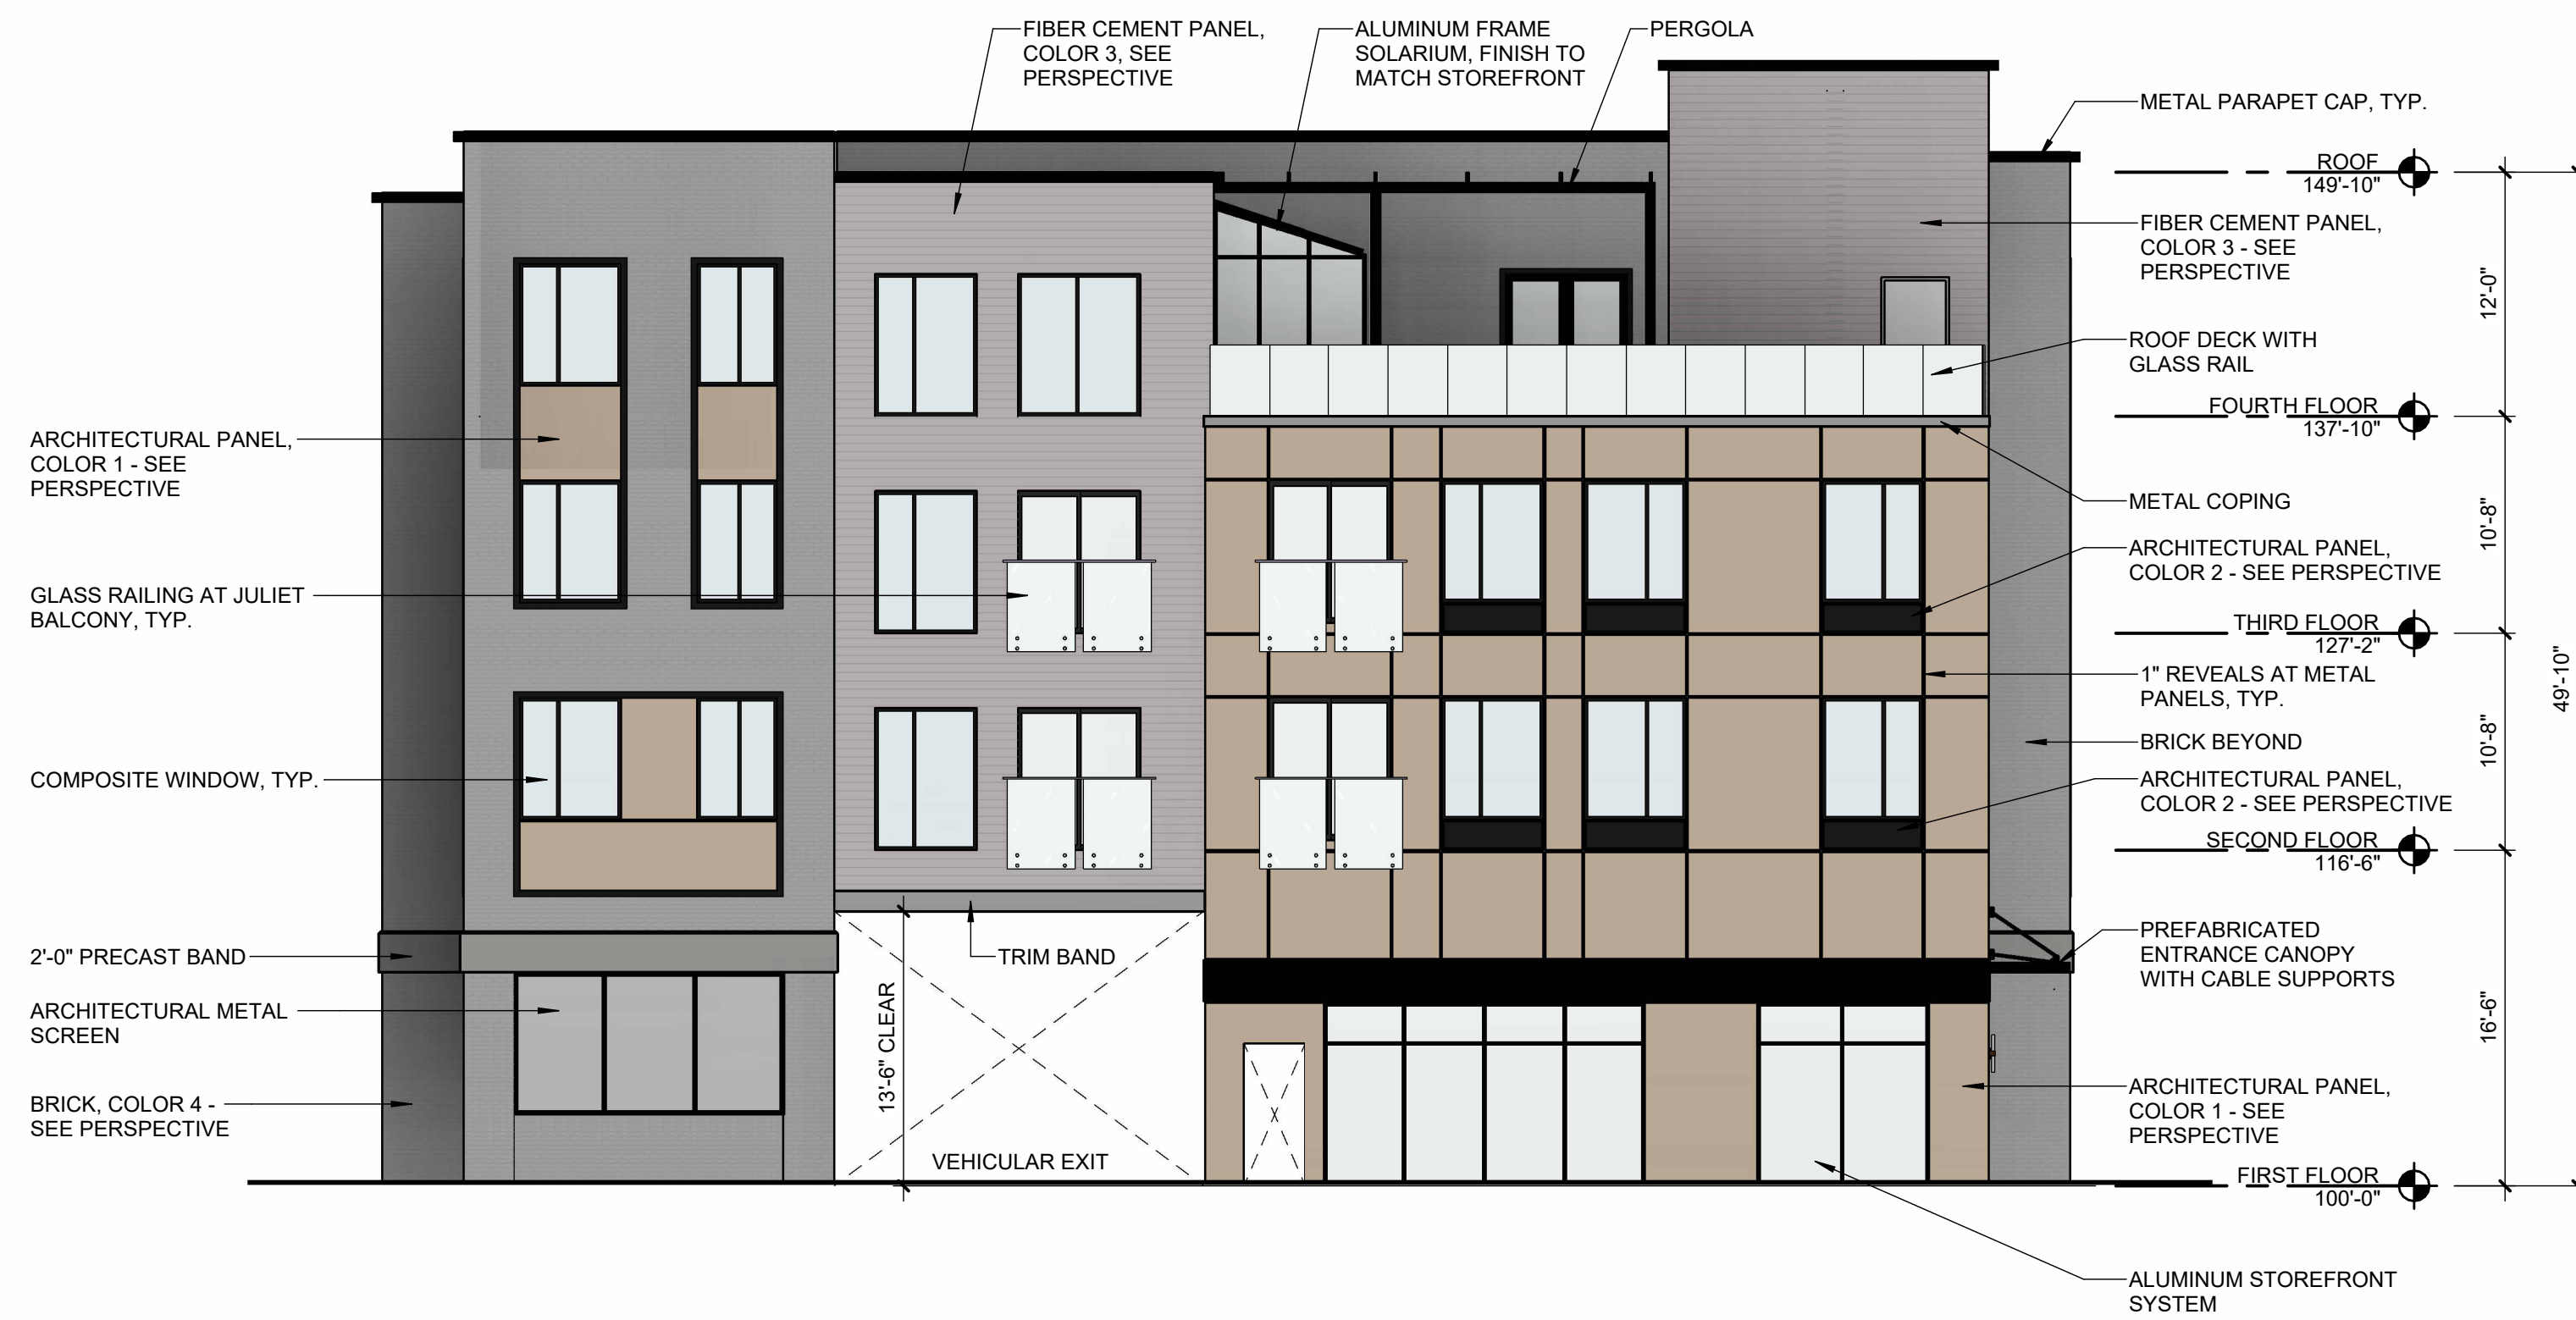 FIBER CEMENT PANEL,
COLOR 3, SEE
PERSPECTIVE
ALUMINUM FRAME
SOLARIUM, FINISH TO
MATCH STOREFRONT
PERGOLA
METAL PARAPET CAP, TYP.
ROOF
149'-10"
FIBER CEMENT PANEL,
COLOR 3 - SEE
PERSPECTIVE
12'-0"
ROOF DECK WITH
GLASS RAIL
FOURTH FLOOR
137'-10"
ARCHITECTURAL PANEL,
COLOR 1 - SEE
PERSPECTIVE
METAL COPING
10'-8"
ARCHITECTURAL PANEL,
COLOR 2 - SEE PERSPECTIVE
GLASS RAILING AT JULIET
BALCONY, TYP.
THIRD FLOOR
127'-2"
49'-10"
1" REVEALS AT METAL
PANELS, TYP.
BRICK BEYOND
10'-8"
COMPOSITE WINDOW, TYP.
ARCHITECTURAL PANEL,
COLOR 2 - SEE PERSPECTIVE
SECOND FLOOR
116'-6"
2'-0" PRECAST BAND
TRIM BAND
PREFABRICATED
ENTRANCE CANOPY
WITH CABLE SUPPORTS
ARCHITECTURAL METAL
SCREEN
13'-6" CLEAR
16'-6"
BRICK, COLOR 4 -
SEE PERSPECTIVE
ARCHITECTURAL PANEL,
COLOR 1 - SEE
PERSPECTIVE
VEHICULAR EXIT
FIRST FLOOR
100'-0"
ALUMINUM STOREFRONT
SYSTEM